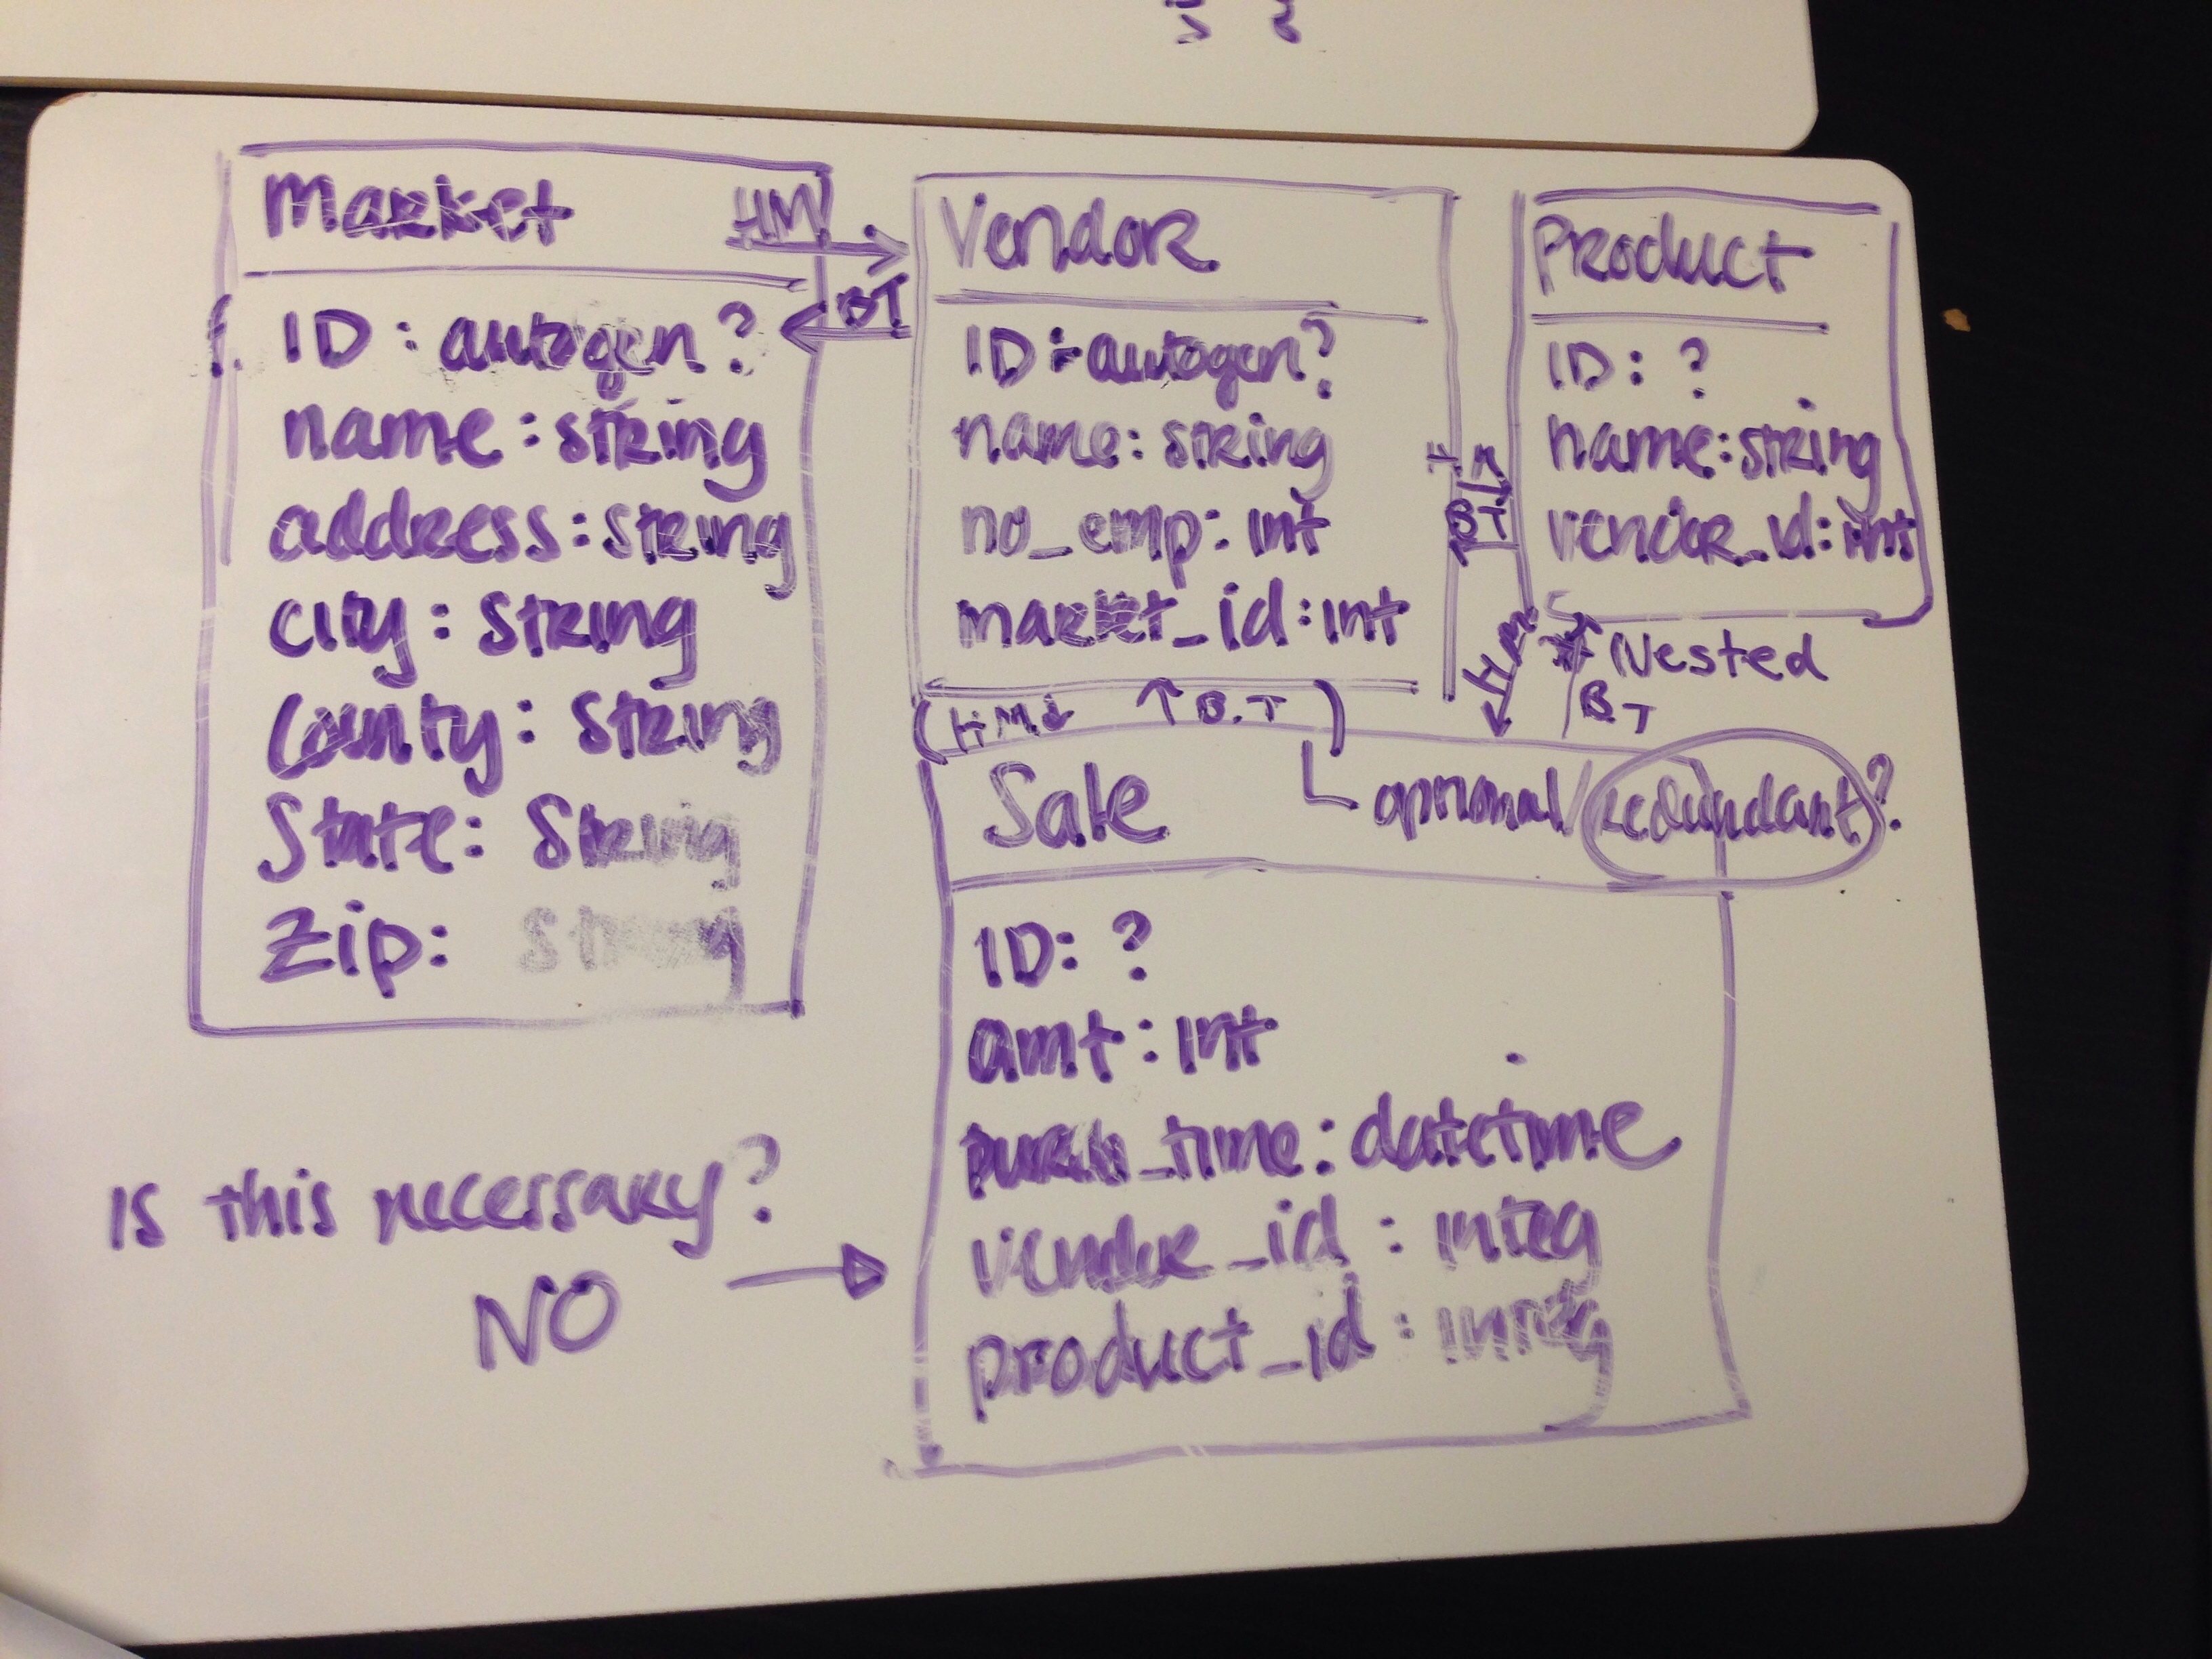 Market HM
BT
ID: autogen?
name: string
address: string
city: string
County: string
State: String
Zip: String
Vendor
ID: autogen?
name: string
no_emp: int
market_id: int
HM
BT
Product
ID: ?
name: string
vendor_id: int
HM
Nested
BT
(HM↓ ↑B.T)
optional/redundant?
Sale
ID: ?
amt: int
purch_time: datetime
vendor_id: integ
product_id: integ
Is this necessary?
NO →